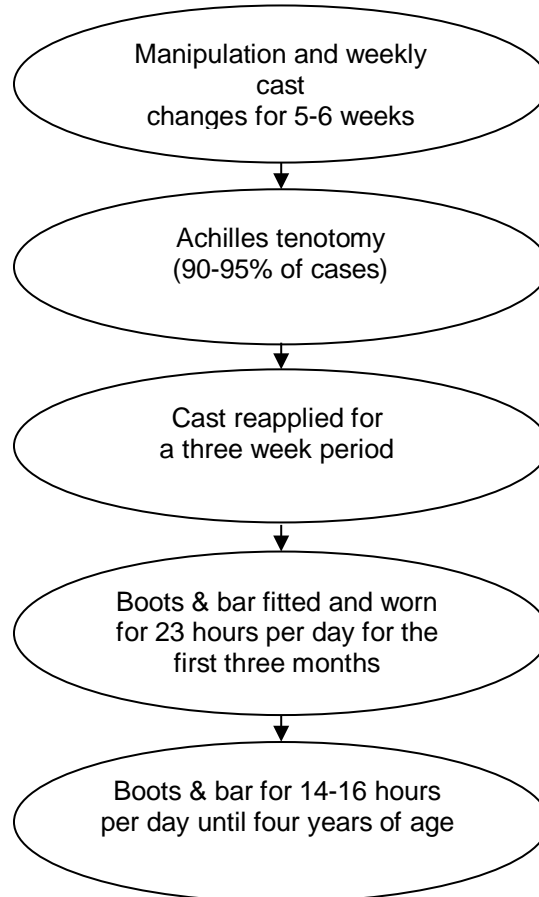 Manipulation and weekly
cast
changes for 5-6 weeks
Achilles tenotomy
(90-95% of cases)
Cast reapplied for
a three week period
Boots & bar fitted and worn
for 23 hours per day for the
first three months
Boots & bar for 14-16 hours
per day until four years of age